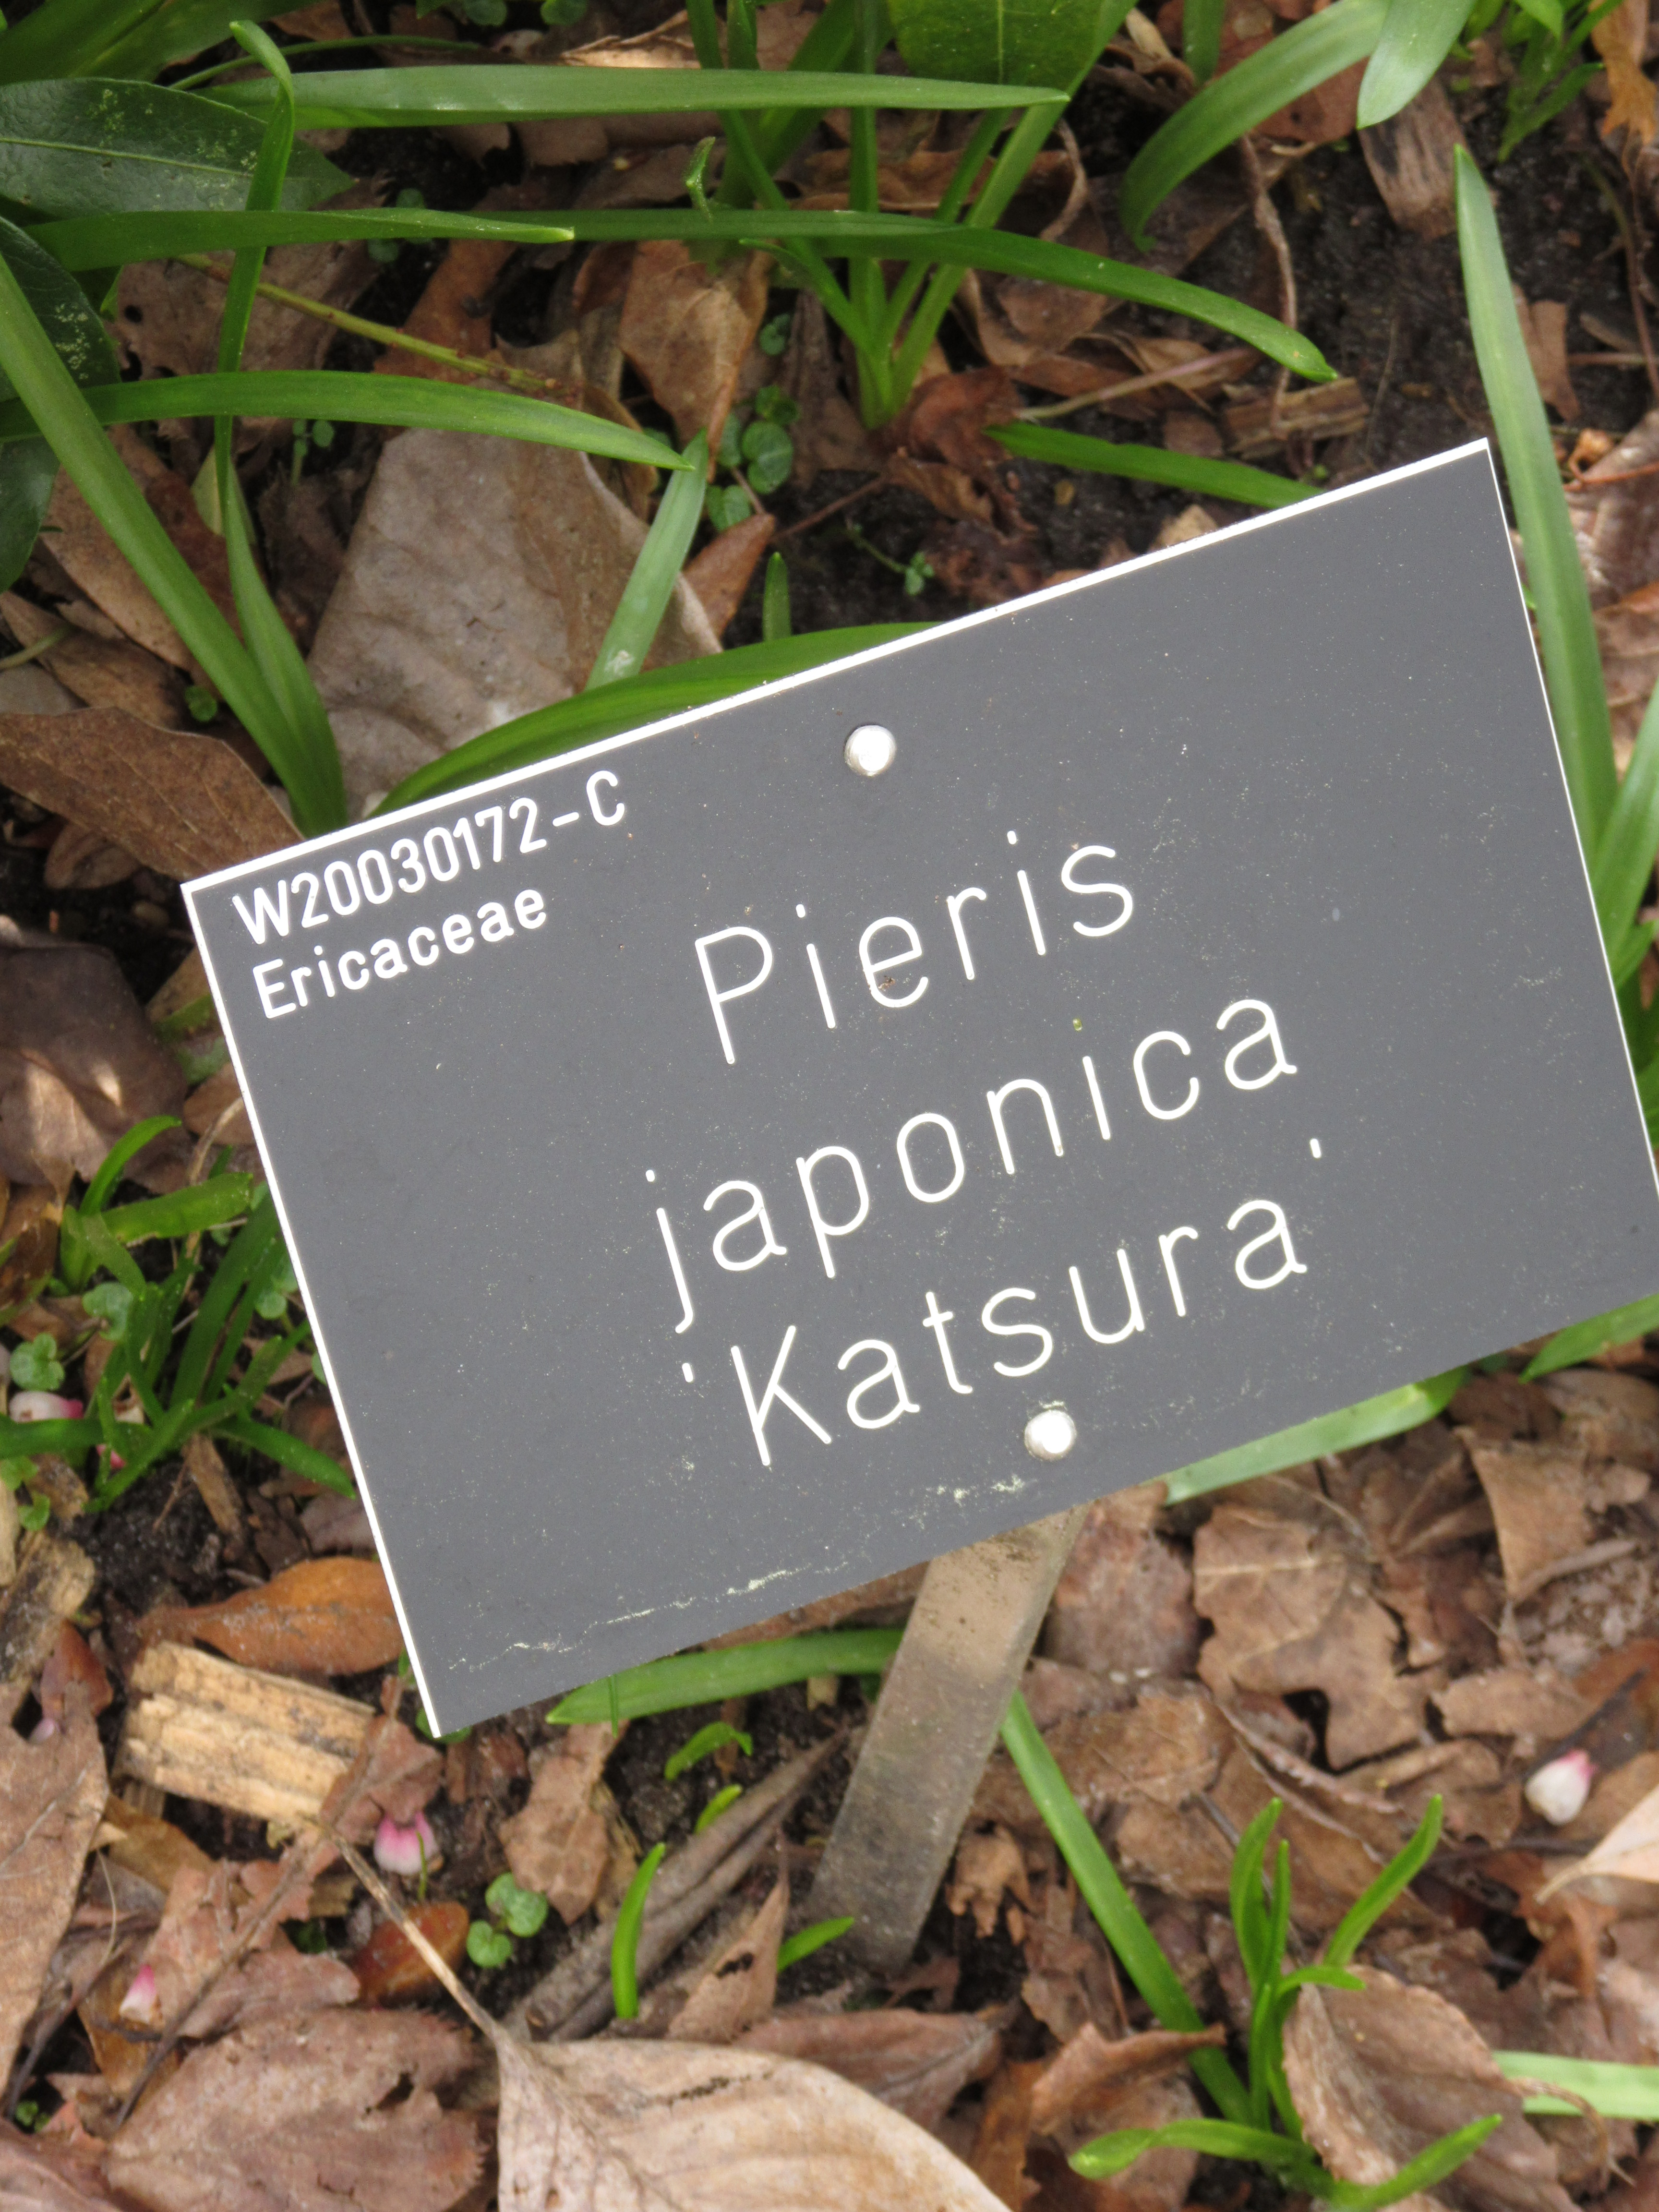 W20030172-C
Ericaceae
Pieris
japonica
'Katsura'